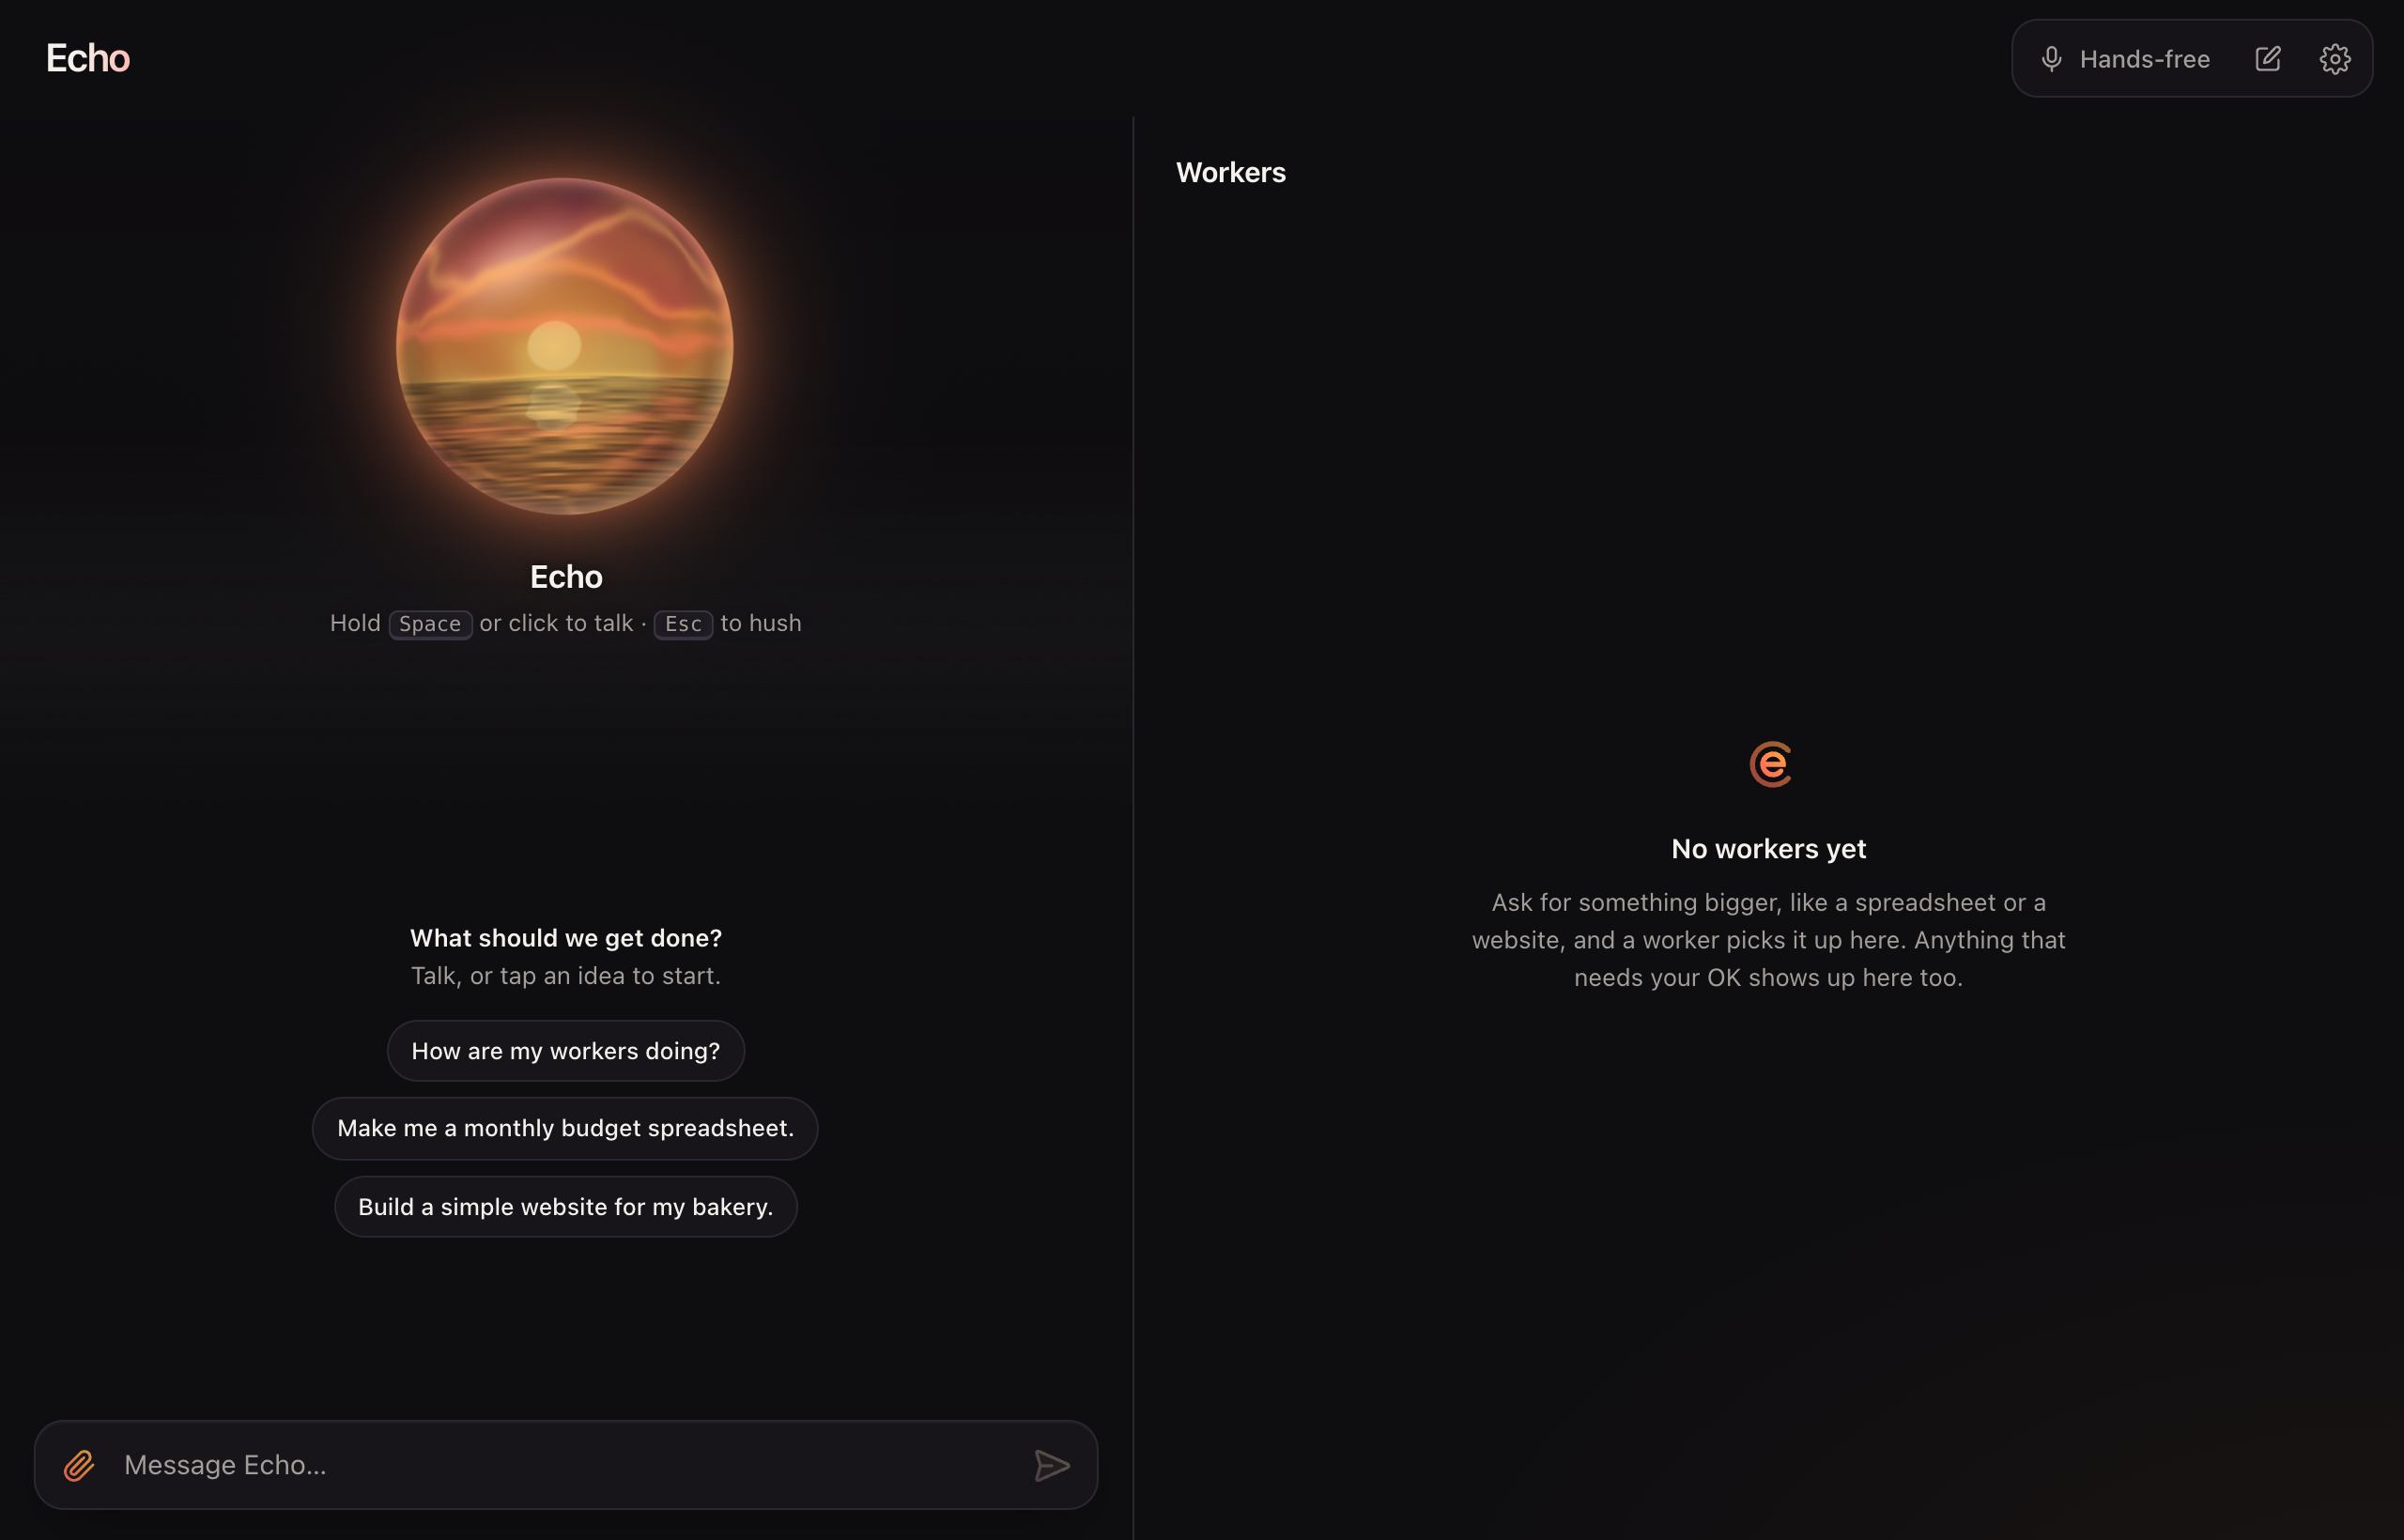 Echo
Hands-free
Workers
Echo
Hold Space or click to talk · Esc to hush
No workers yet
Ask for something bigger, like a spreadsheet or a
website, and a worker picks it up here. Anything that
needs your OK shows up here too.
What should we get done?
Talk, or tap an idea to start.
How are my workers doing?
Make me a monthly budget spreadsheet.
Build a simple website for my bakery.
Message Echo...